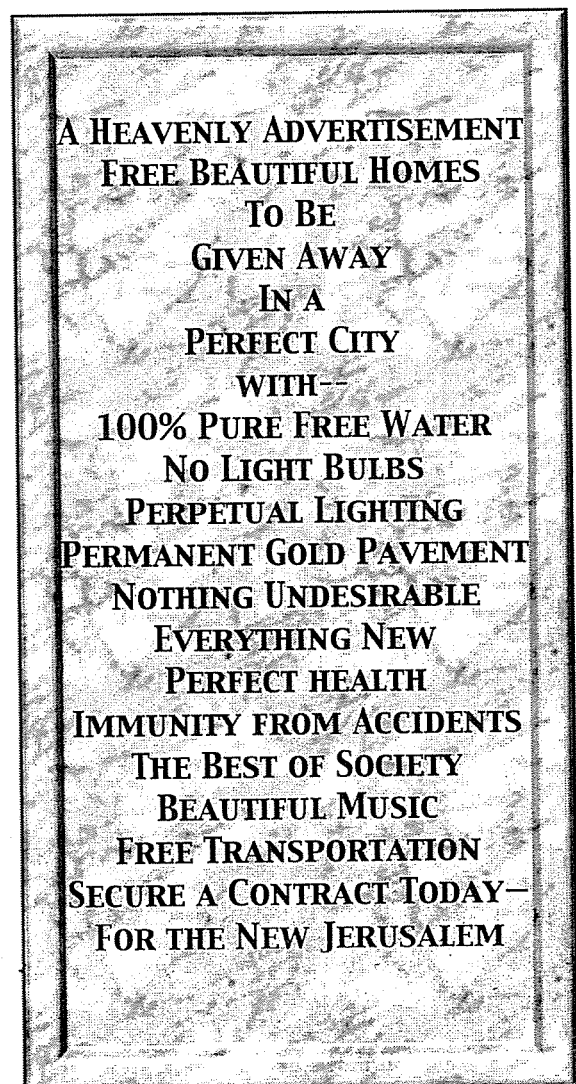 A Heavenly Advertisement
Free Beautiful Homes
To Be
Given Away
In a
Perfect City
with--
100% Pure Free Water
No Light Bulbs
Perpetual Lighting
Permanent Gold Pavement
Nothing Undesirable
Everything New
Perfect health
Immunity from Accidents
The Best of Society
Beautiful Music
Free Transportation
Secure a Contract Today—
For the New Jerusalem